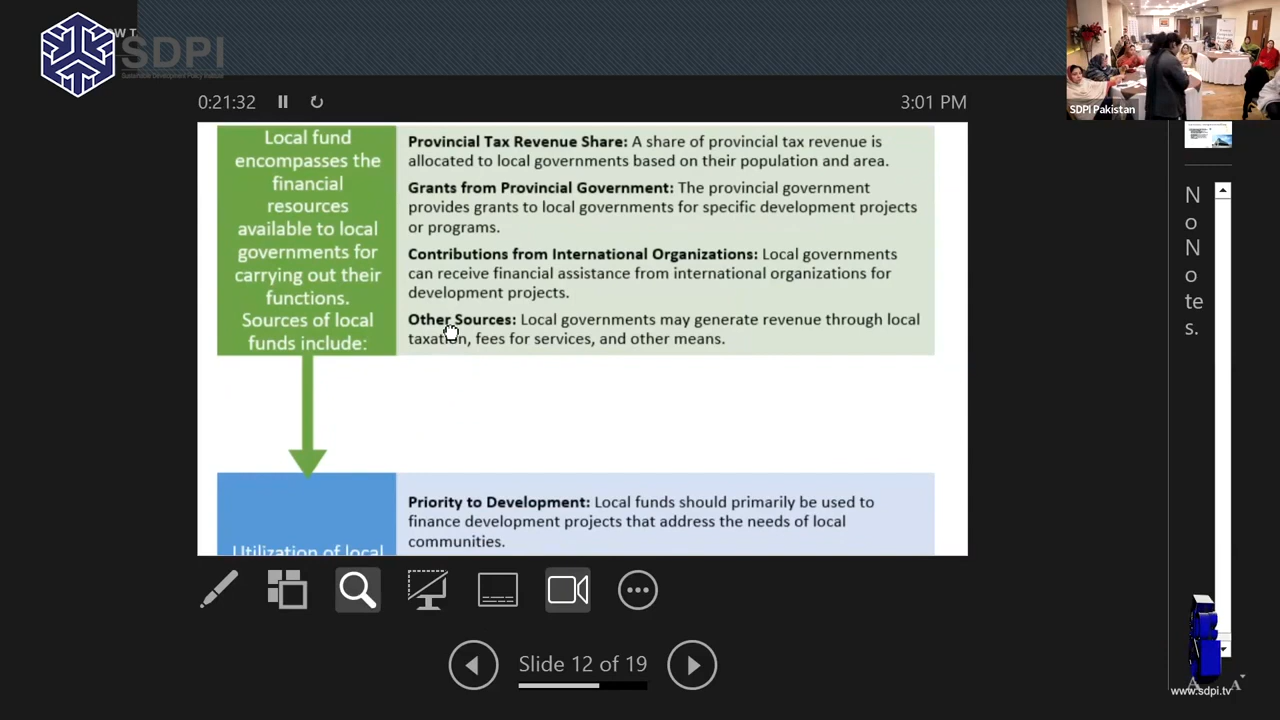 W T
SDPI
Sustainable Development Policy Institute
SDPI Pakistan
0:21:32
3:01 PM
Local fund
encompasses the
financial
resources
available to local
governments for
carrying out their
functions.
Sources of local
funds include:
Provincial Tax Revenue Share: A share of provincial tax revenue is
allocated to local governments based on their population and area.
Grants from Provincial Government: The provincial government
provides grants to local governments for specific development projects
or programs.
Contributions from International Organizations: Local governments
can receive financial assistance from international organizations for
development projects.
Other Sources: Local governments may generate revenue through local
taxation, fees for services, and other means.
Utilization of local
Priority to Development: Local funds should primarily be used to
finance development projects that address the needs of local
communities.
N
o
N
o
te
s.
Slide 12 of 19
A A
www.sdpi.tv